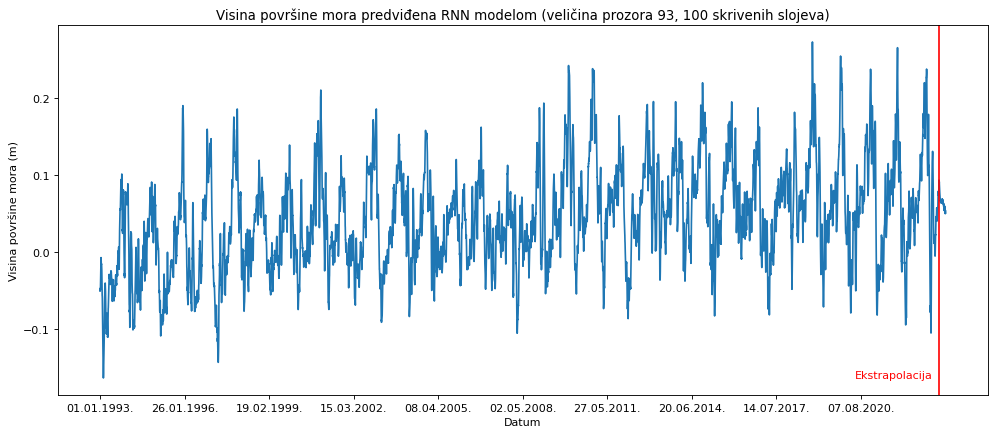 Visina površine mora predviđena RNN modelom (veličina prozora 93, 100 skrivenih slojeva)
Visina površine mora (m)
0.2
0.1
0.0
−0.1
Ekstrapolacija
01.01.1993. 26.01.1996. 19.02.1999. 15.03.2002. 08.04.2005. 02.05.2008. 27.05.2011. 20.06.2014. 14.07.2017. 07.08.2020.
Datum